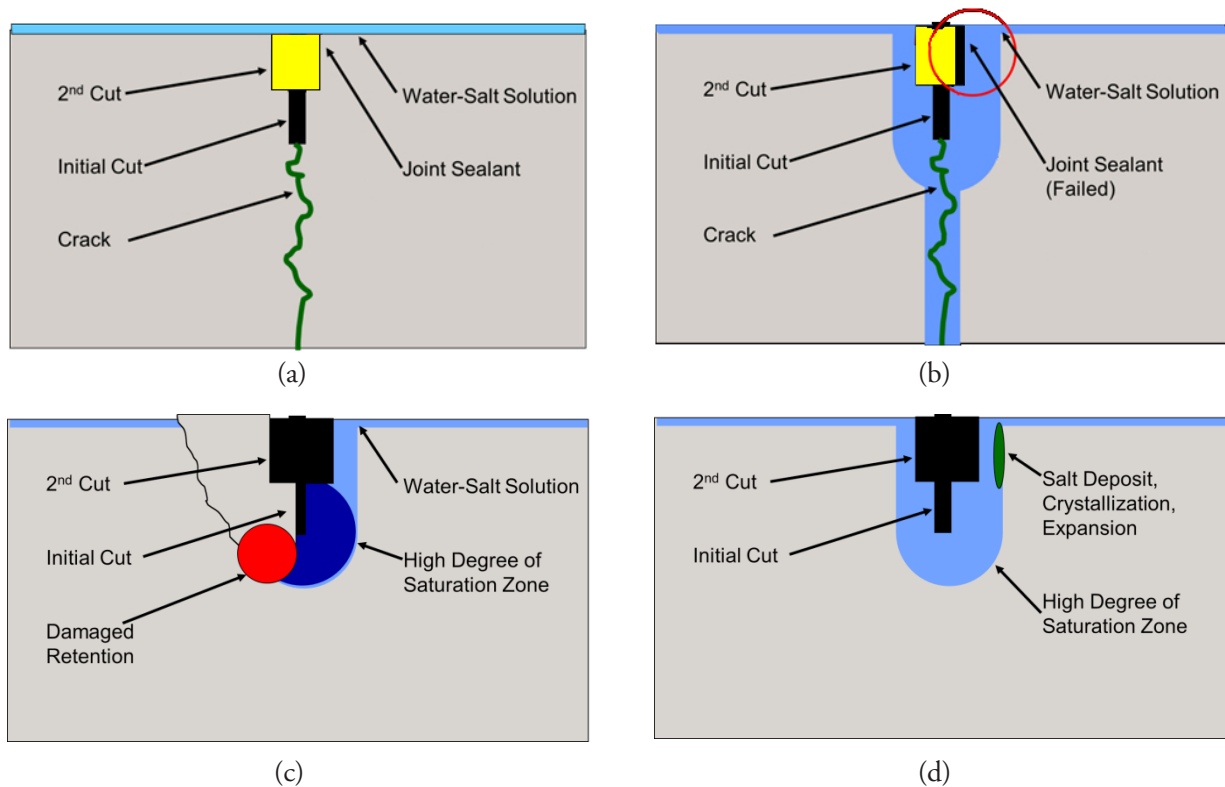 2nd Cut
Initial Cut
Crack
Water-Salt Solution
Joint Sealant
(a)
2nd Cut
Initial Cut
Crack
Water-Salt Solution
Joint Sealant
(Failed)
(b)
2nd Cut
Initial Cut
Damaged
Retention
Water-Salt Solution
High Degree of
Saturation Zone
(c)
2nd Cut
Initial Cut
Salt Deposit,
Crystallization,
Expansion
High Degree of
Saturation Zone
(d)